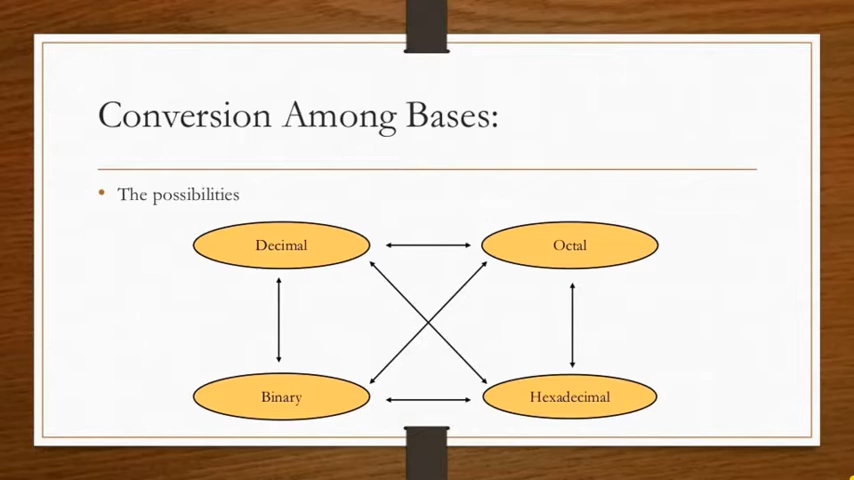 Conversion Among Bases:
• The possibilities
Decimal
Octal
Binary
Hexadecimal